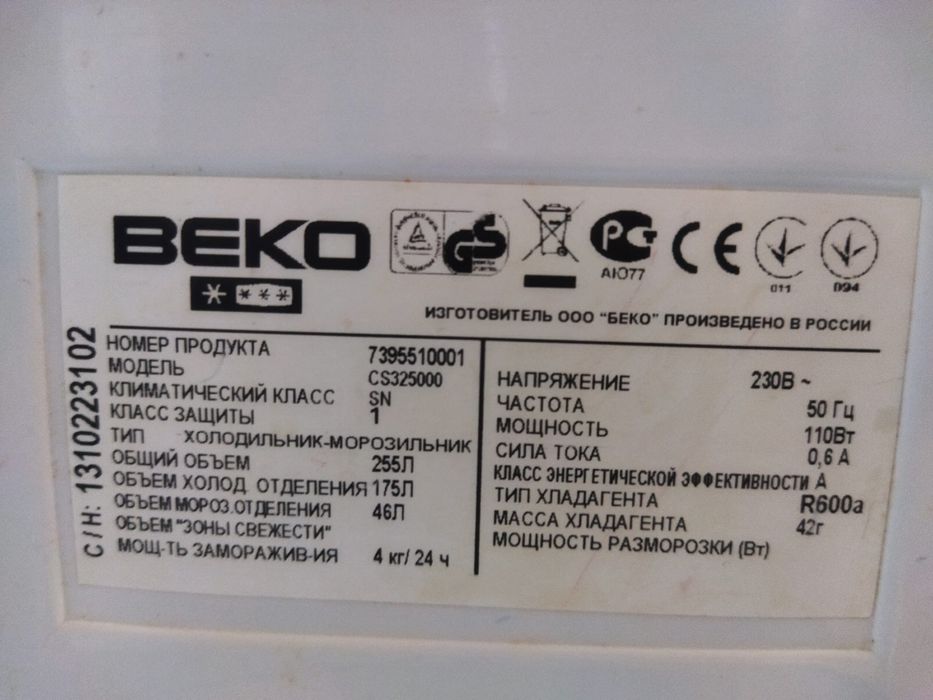 BEKO
АЮ77
011
094
ИЗГОТОВИТЕЛЬ ООО "БЕКО" ПРОИЗВЕДЕНО В РОССИИ
С/Н: 1310223102
НОМЕР ПРОДУКТА 7395510001
МОДЕЛЬ CS325000
КЛИМАТИЧЕСКИЙ КЛАСС SN
КЛАСС ЗАЩИТЫ 1
ТИП ХОЛОДИЛЬНИК-МОРОЗИЛЬНИК
ОБЩИЙ ОБЪЕМ 255Л
ОБЪЕМ ХОЛОД. ОТДЕЛЕНИЯ 175Л
ОБЪЕМ МОРОЗ.ОТДЕЛЕНИЯ 46Л
ОБЪЕМ "ЗОНЫ СВЕЖЕСТИ"
МОЩ-ТЬ ЗАМОРАЖИВ-ИЯ 4 кг/ 24 ч
НАПРЯЖЕНИЕ 230В ~
ЧАСТОТА 50 Гц
МОЩНОСТЬ 110Вт
СИЛА ТОКА 0,6 А
КЛАСС ЭНЕРГЕТИЧЕСКОЙ ЭФФЕКТИВНОСТИ А
ТИП ХЛАДАГЕНТА R600a
МАССА ХЛАДАГЕНТА 42г
МОЩНОСТЬ РАЗМОРОЗКИ (Вт)